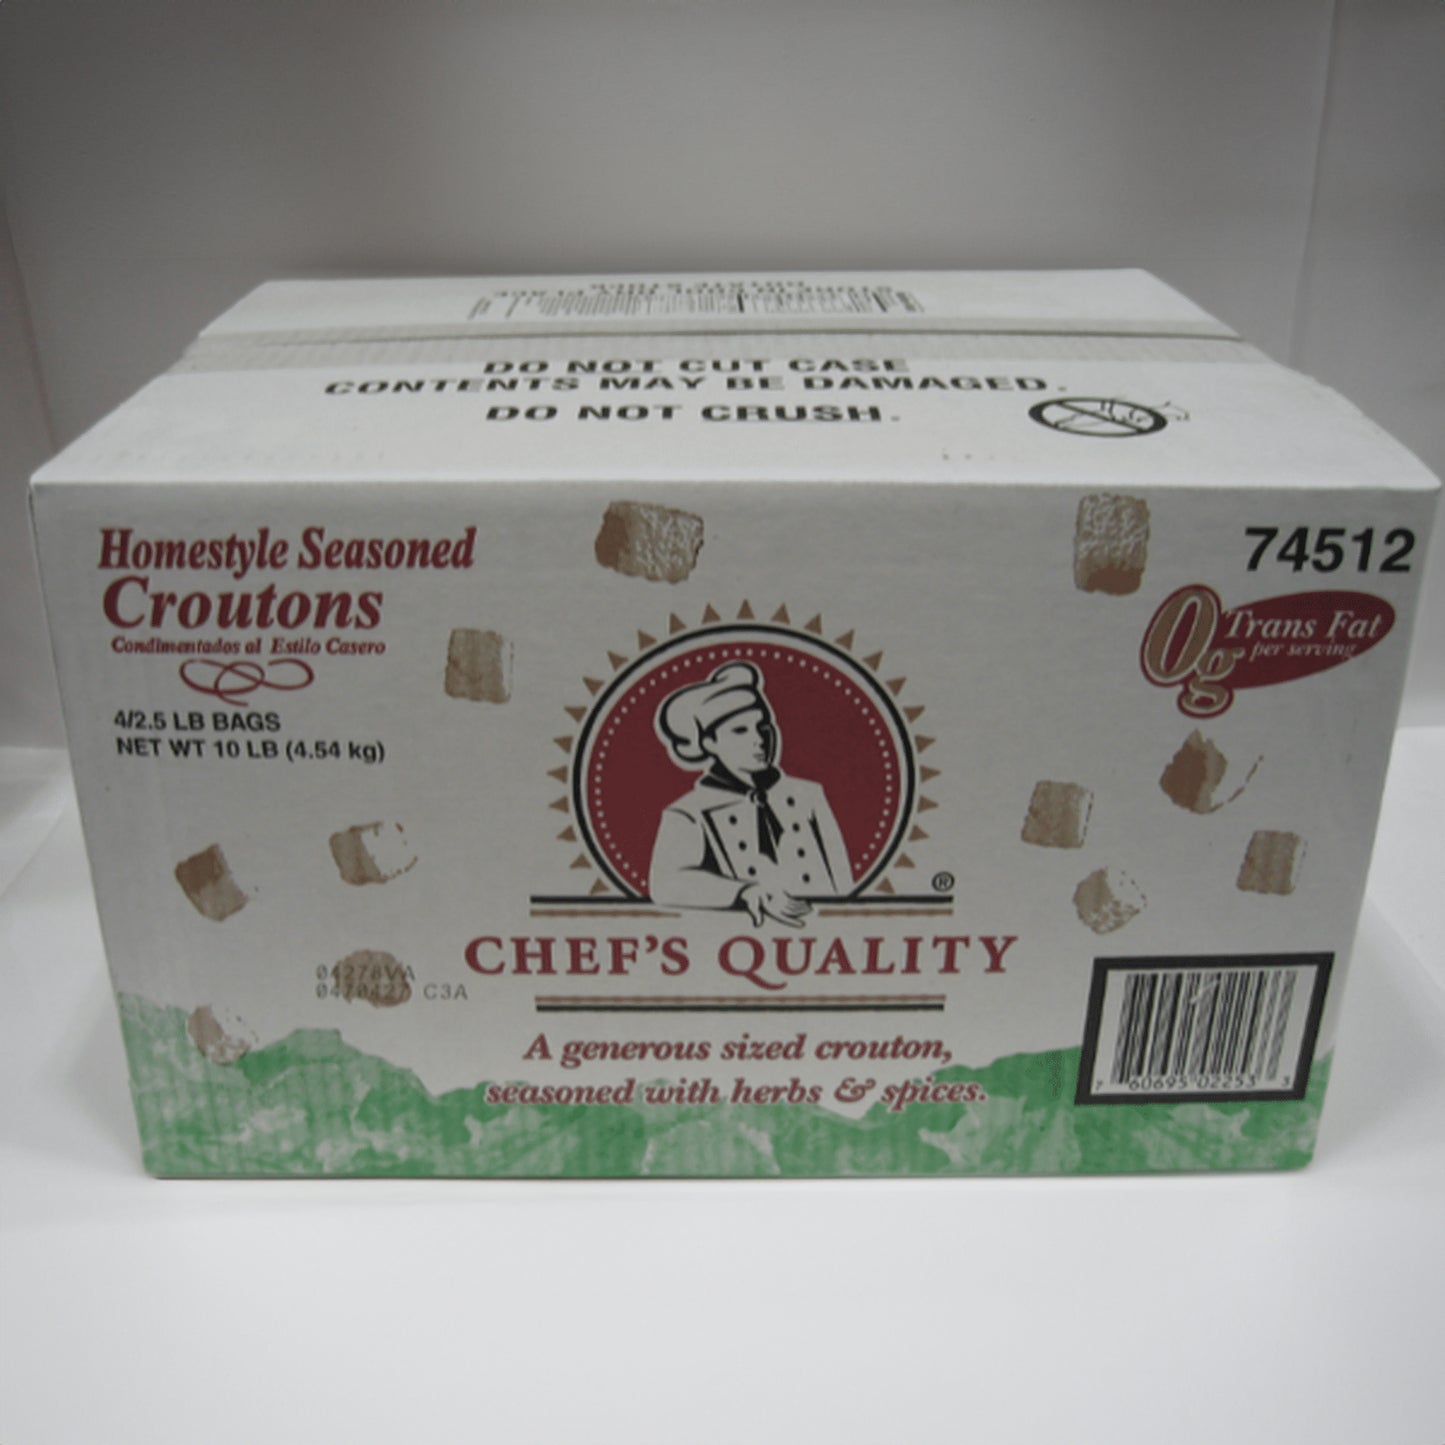 DO NOT CUT CASE
CONTENTS MAY BE DAMAGED.
DO NOT CRUSH.
Homestyle Seasoned
Croutons
Condimentados al Estilo Casero
4/2.5 LB BAGS
NET WT 10 LB (4.54 kg)
74512
0g Trans Fat
per serving
®
CHEF'S QUALITY
04278VA
0470427 C3A
A generous sized crouton,
seasoned with herbs & spices.
7 60695 02253 3